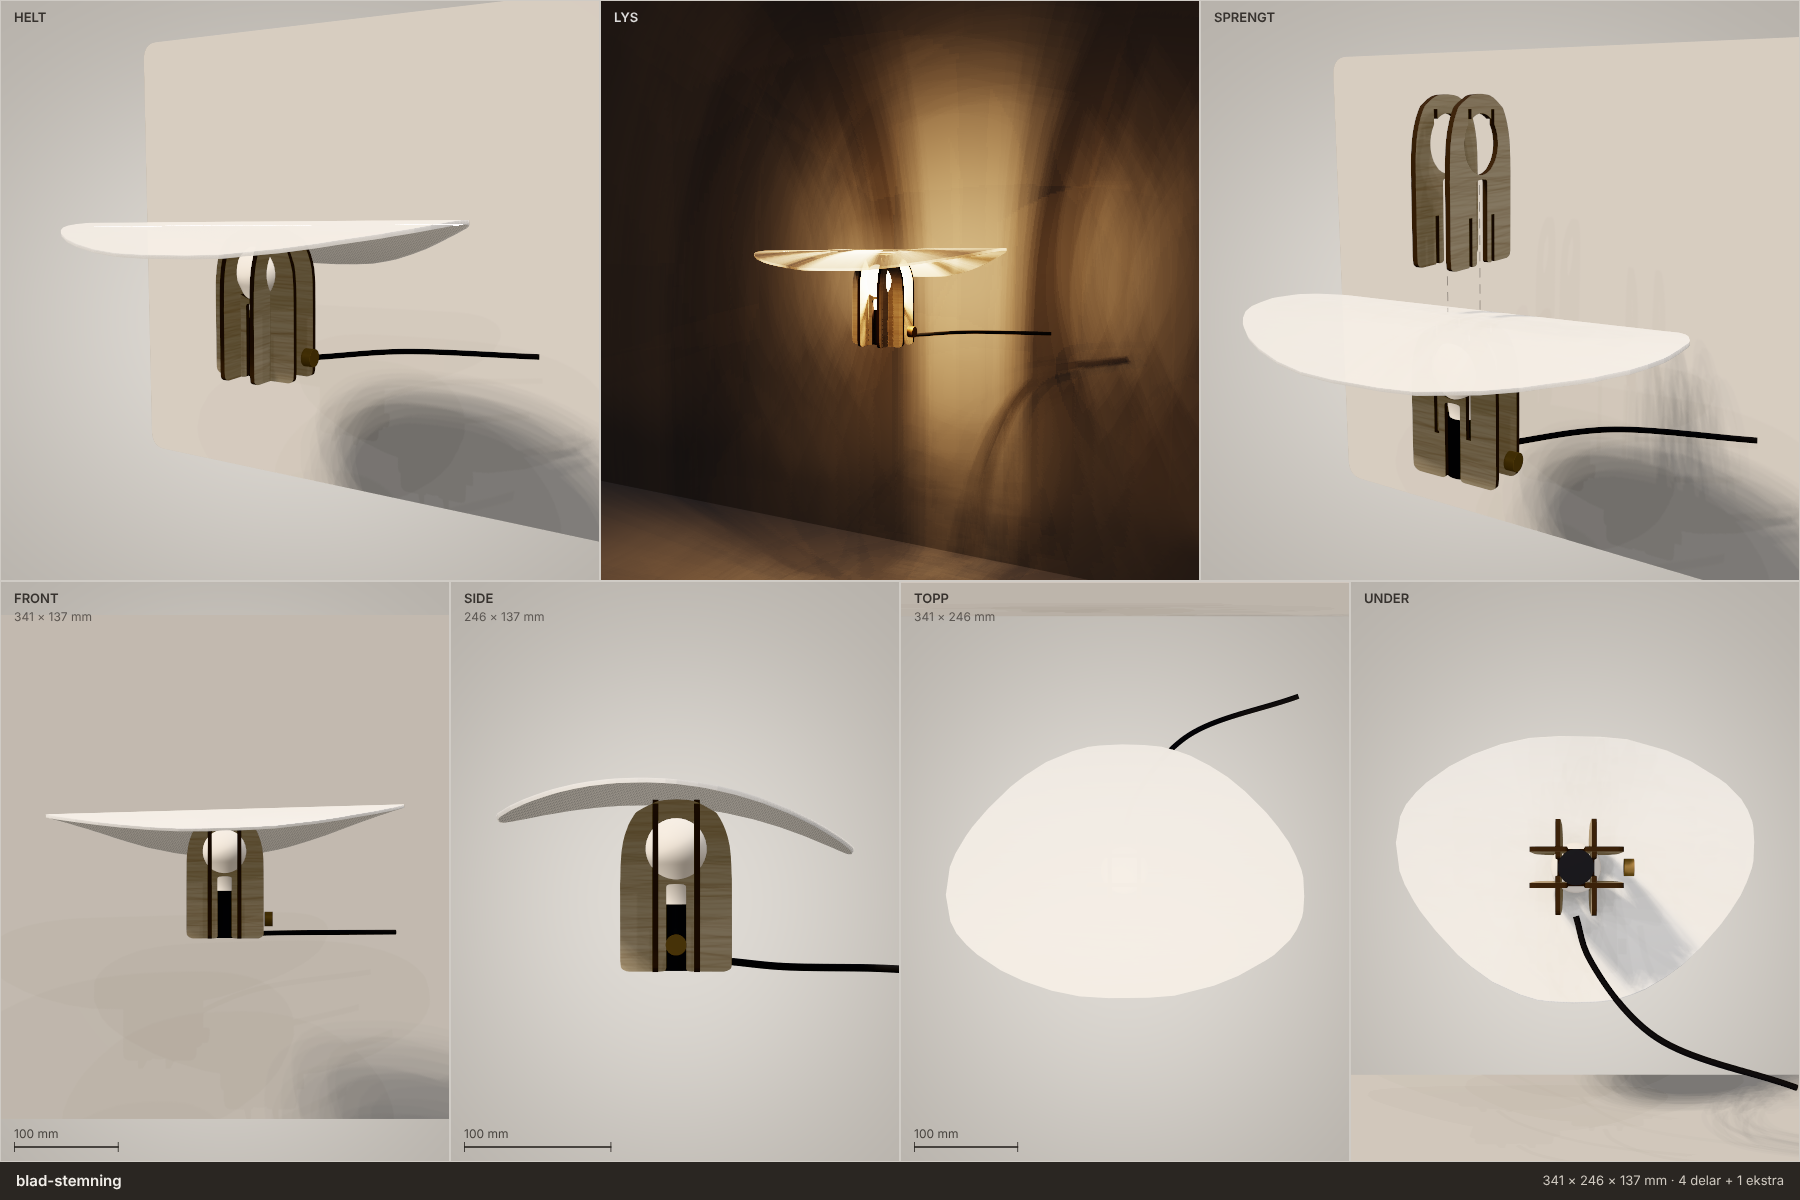 HELT
LYS
SPRENGT
FRONT
341 × 137 mm
SIDE
246 × 137 mm
TOPP
341 × 246 mm
UNDER
100 mm
100 mm
100 mm
blad-stemning
341 × 246 × 137 mm · 4 delar + 1 ekstra